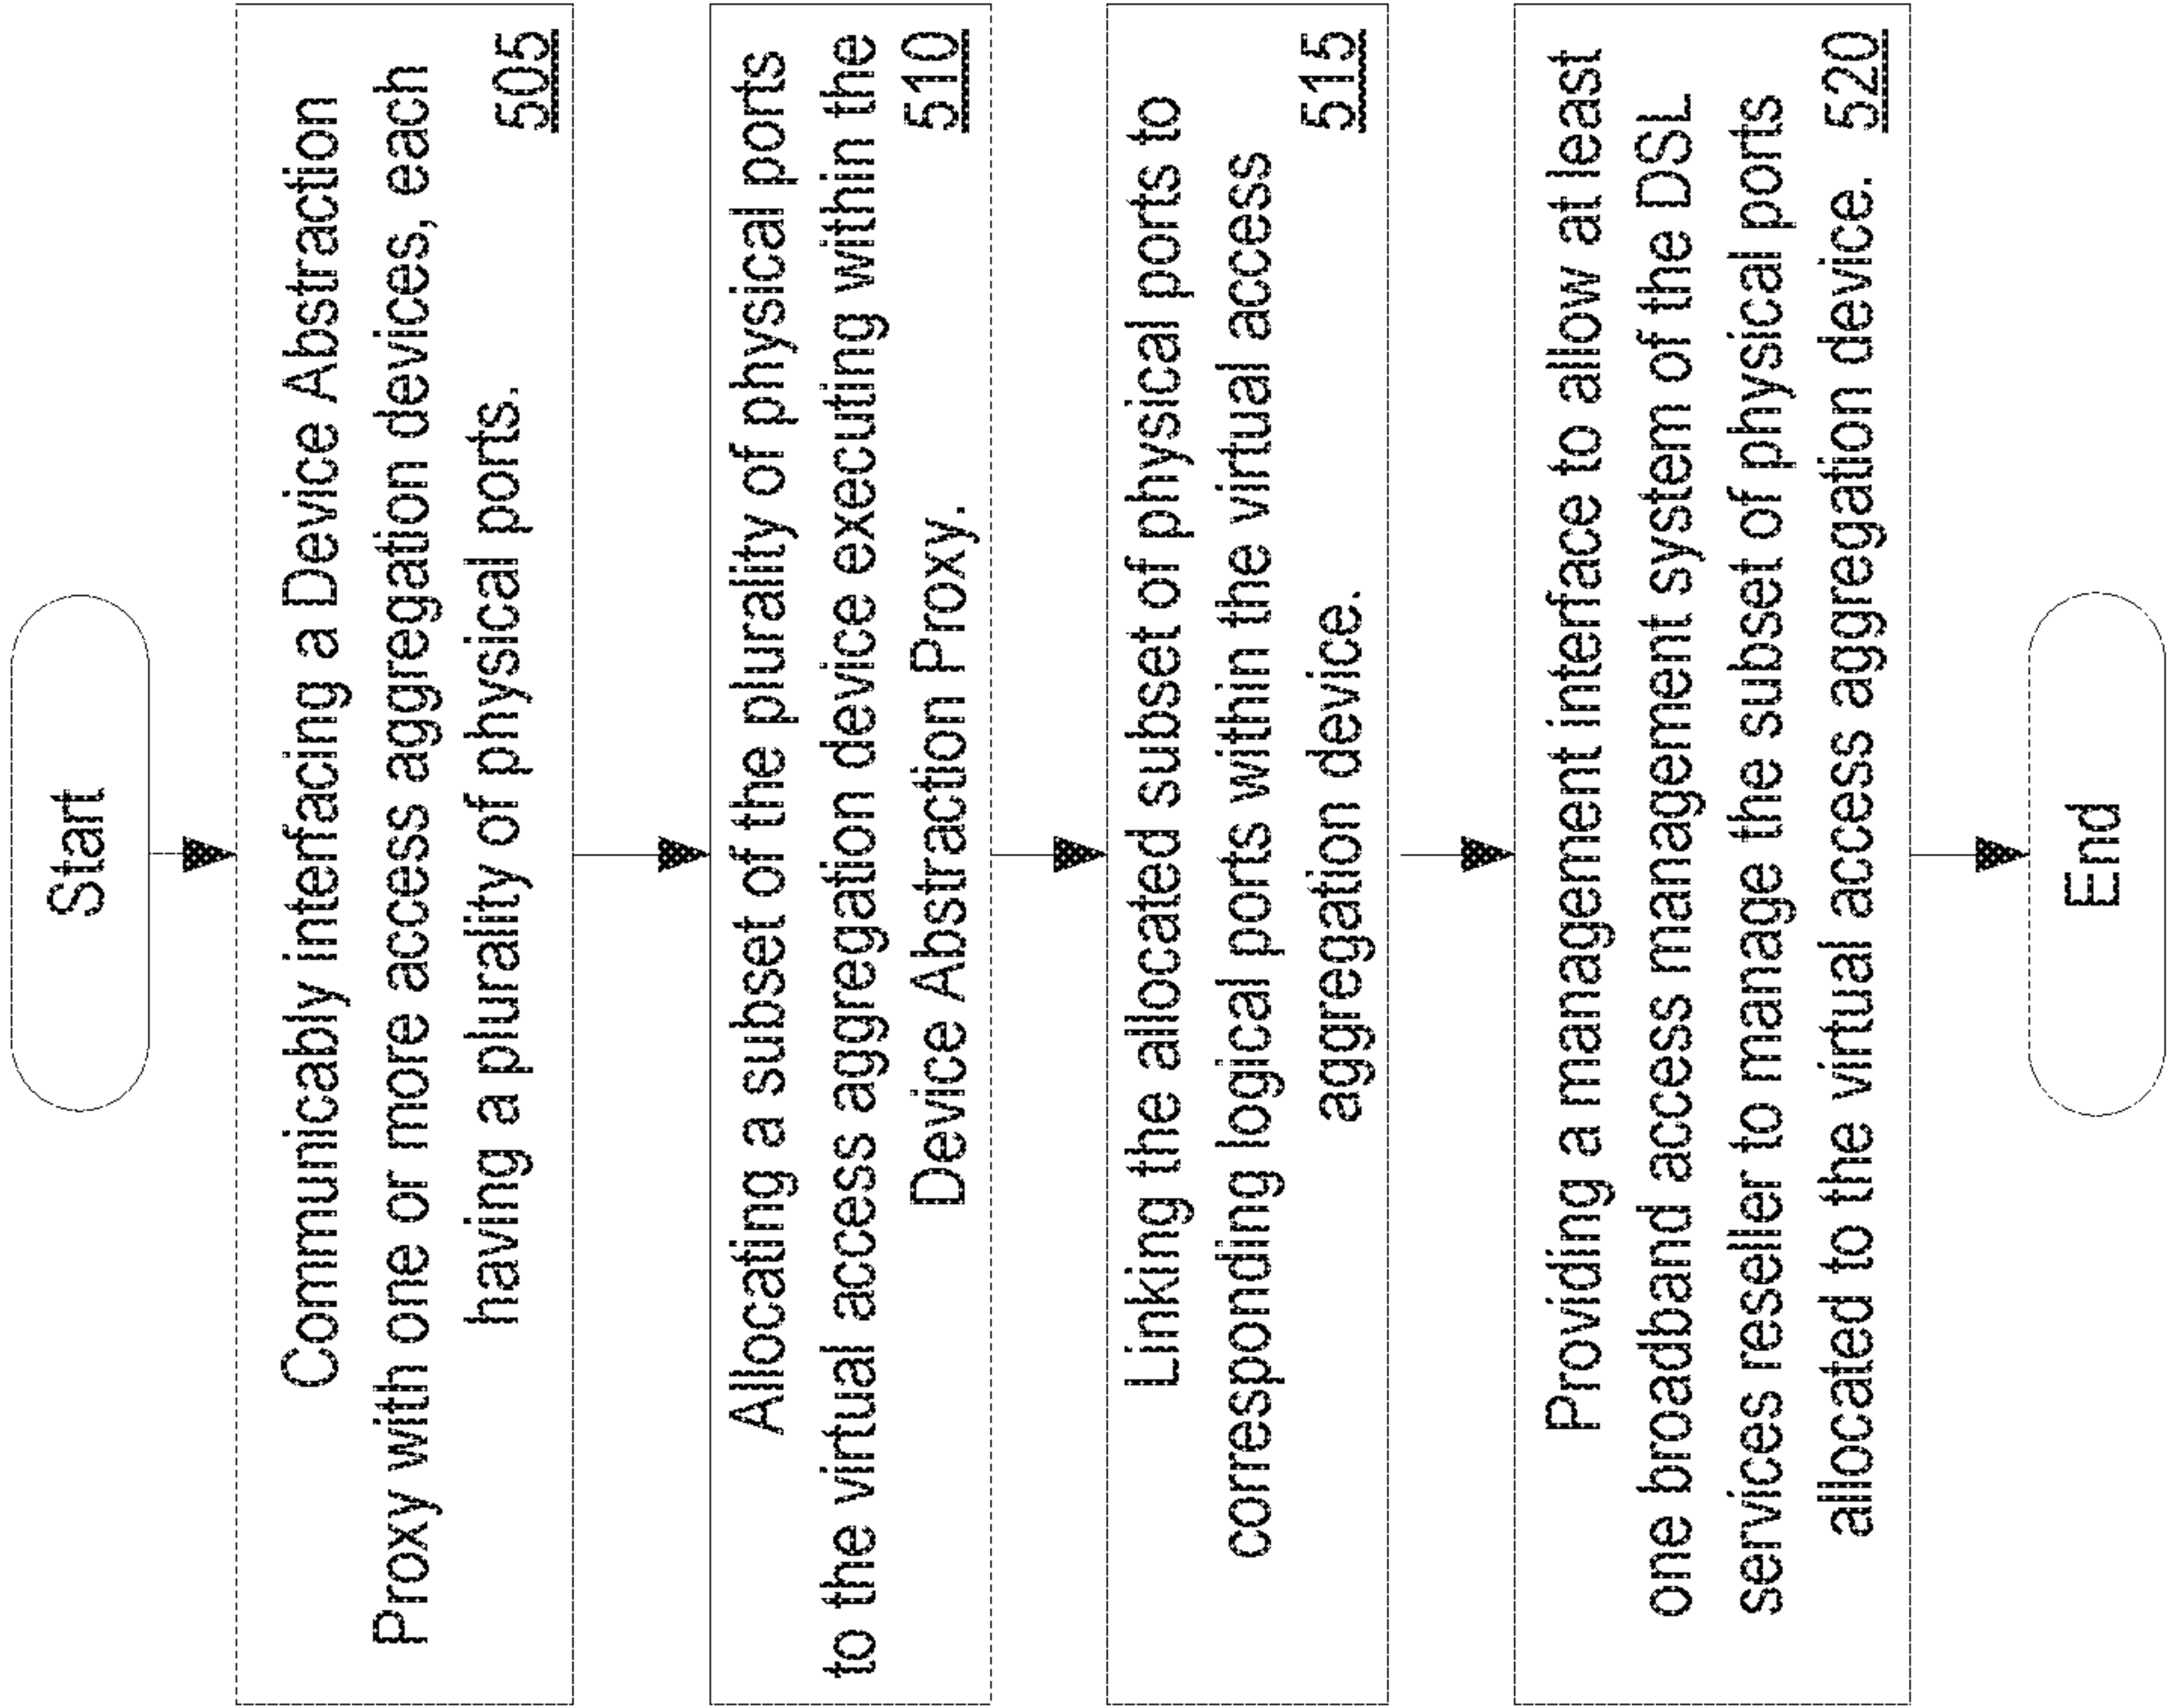 Start
Communicably interfacing a Device Abstraction
Proxy with one or more access aggregation devices, each
having a plurality of physical ports.
505
Allocating a subset of the plurality of physical ports
to the virtual access aggregation device executing within the
Device Abstraction Proxy.
510
Linking the allocated subset of physical ports to
corresponding logical ports within the virtual access
aggregation device.
515
Providing a management interface to allow at least
one broadband access management system of the DSL
services reseller to manage the subset of physical ports
allocated to the virtual access aggregation device. 520
End